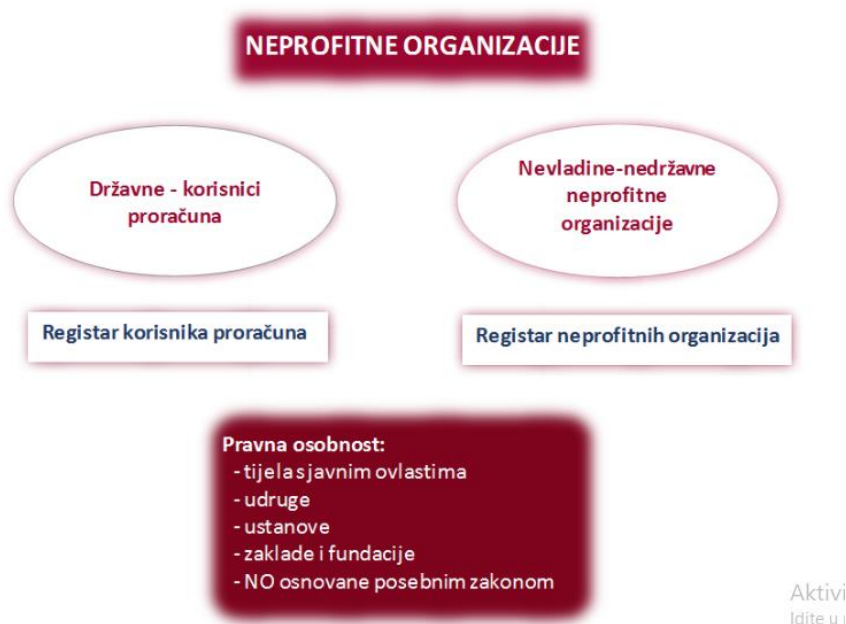 NEPROFITNE ORGANIZACIJE
Državne - korisnici
proračuna
Nevladine-nedržavne
neprofitne
organizacije
Registar korisnika proračuna
Registar neprofitnih organizacija
Pravna osobnost:
- tijela s javnim ovlastima
- udruge
- ustanove
- zaklade i fundacije
- NO osnovane posebnim zakonom
Aktivi
Idite u